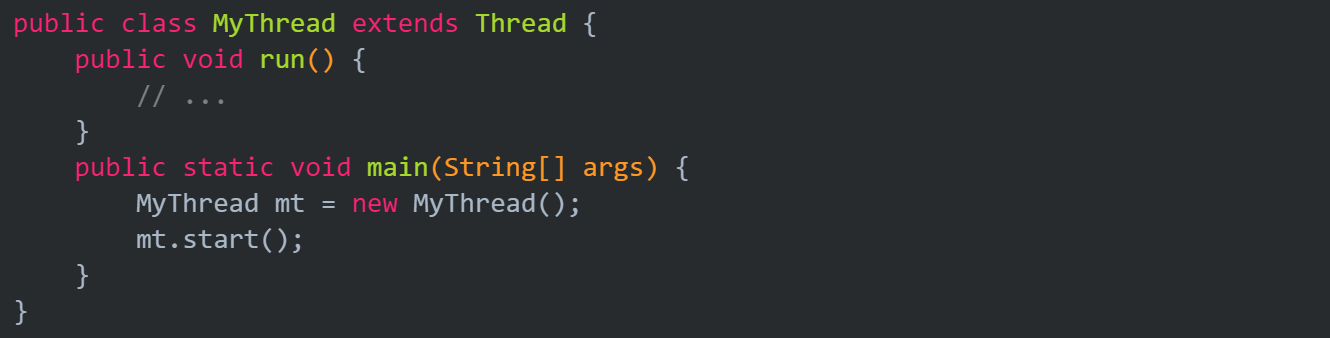 public class MyThread extends Thread {
    public void run() {
        // ...
    }
    public static void main(String[] args) {
        MyThread mt = new MyThread();
        mt.start();
    }
}